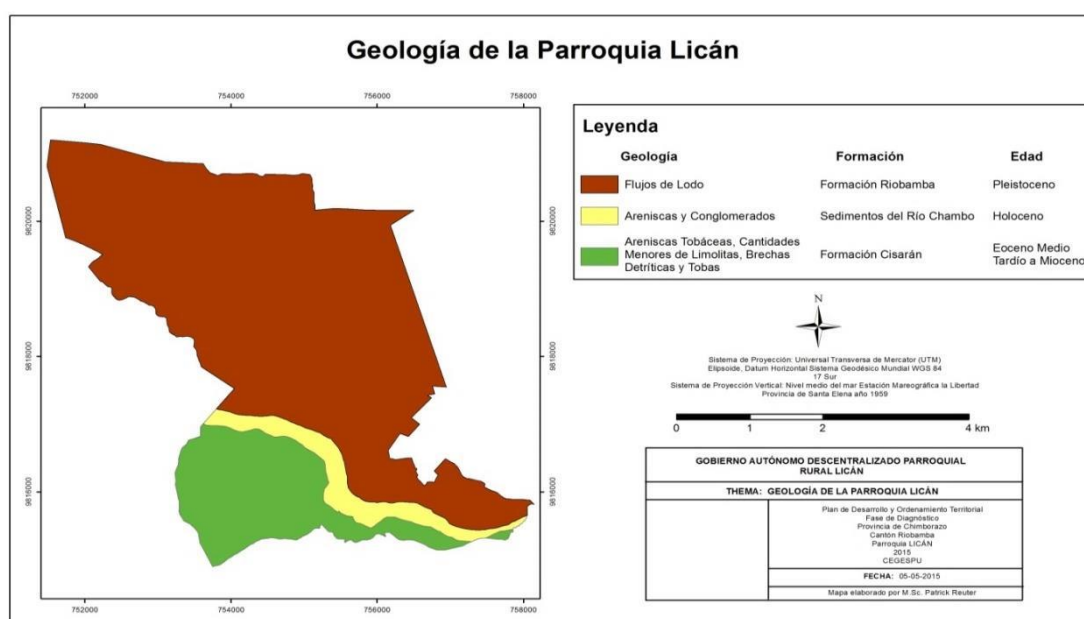 Geología de la Parroquia Licán
752000 754000 756000 758000
9820000 9820000
9818000 9818000
9816000 9816000
752000 754000 756000 758000
Leyenda
Geología Formación Edad
Flujos de Lodo Formación Riobamba Pleistoceno
Areniscas y Conglomerados Sedimentos del Río Chambo Holoceno
Areniscas Tobáceas, Cantidades
Menores de Limolitas, Brechas
Detríticas y Tobas
Formación Cisarán
Eoceno Medio
Tardío a Mioceno
N
Sistema de Proyección: Universal Transversa de Mercator (UTM)
Elipsoide, Datum Horizontal Sistema Geodésico Mundial WGS 84
17 Sur
Sistema de Proyección Vertical: Nivel medio del mar Estación Mareográfica la Libertad
Provincia de Santa Elena año 1959
0 1 2 4 km
GOBIERNO AUTÓNOMO DESCENTRALIZADO PARROQUIAL
RURAL LICÁN
THEMA: GEOLOGÍA DE LA PARROQUIA LICÁN
Plan de Desarrollo y Ordenamiento Territorial
Fase de Diagnóstico
Provincia de Chimborazo
Cantón Riobamba
Parroquia LICÁN
2015
CEGESPU
FECHA: 05-05-2015
Mapa elaborado por M.Sc. Patrick Reuter